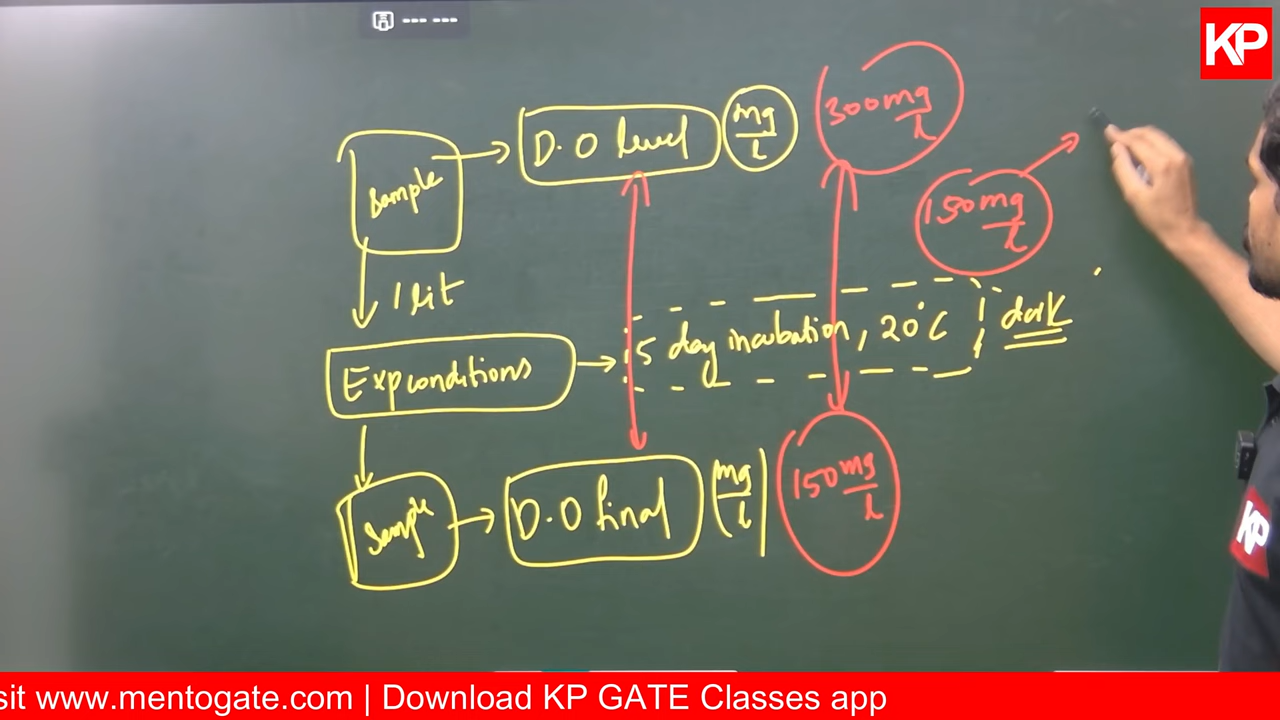 KP
D.O level
mg/l
300mg/l
Sample
150mg/l
1 lit
5 day incubation, 20°C
dark
Exp conditions
Sample
D.O final
mg/l
150mg/l
KP
sit www.mentogate.com | Download KP GATE Classes app